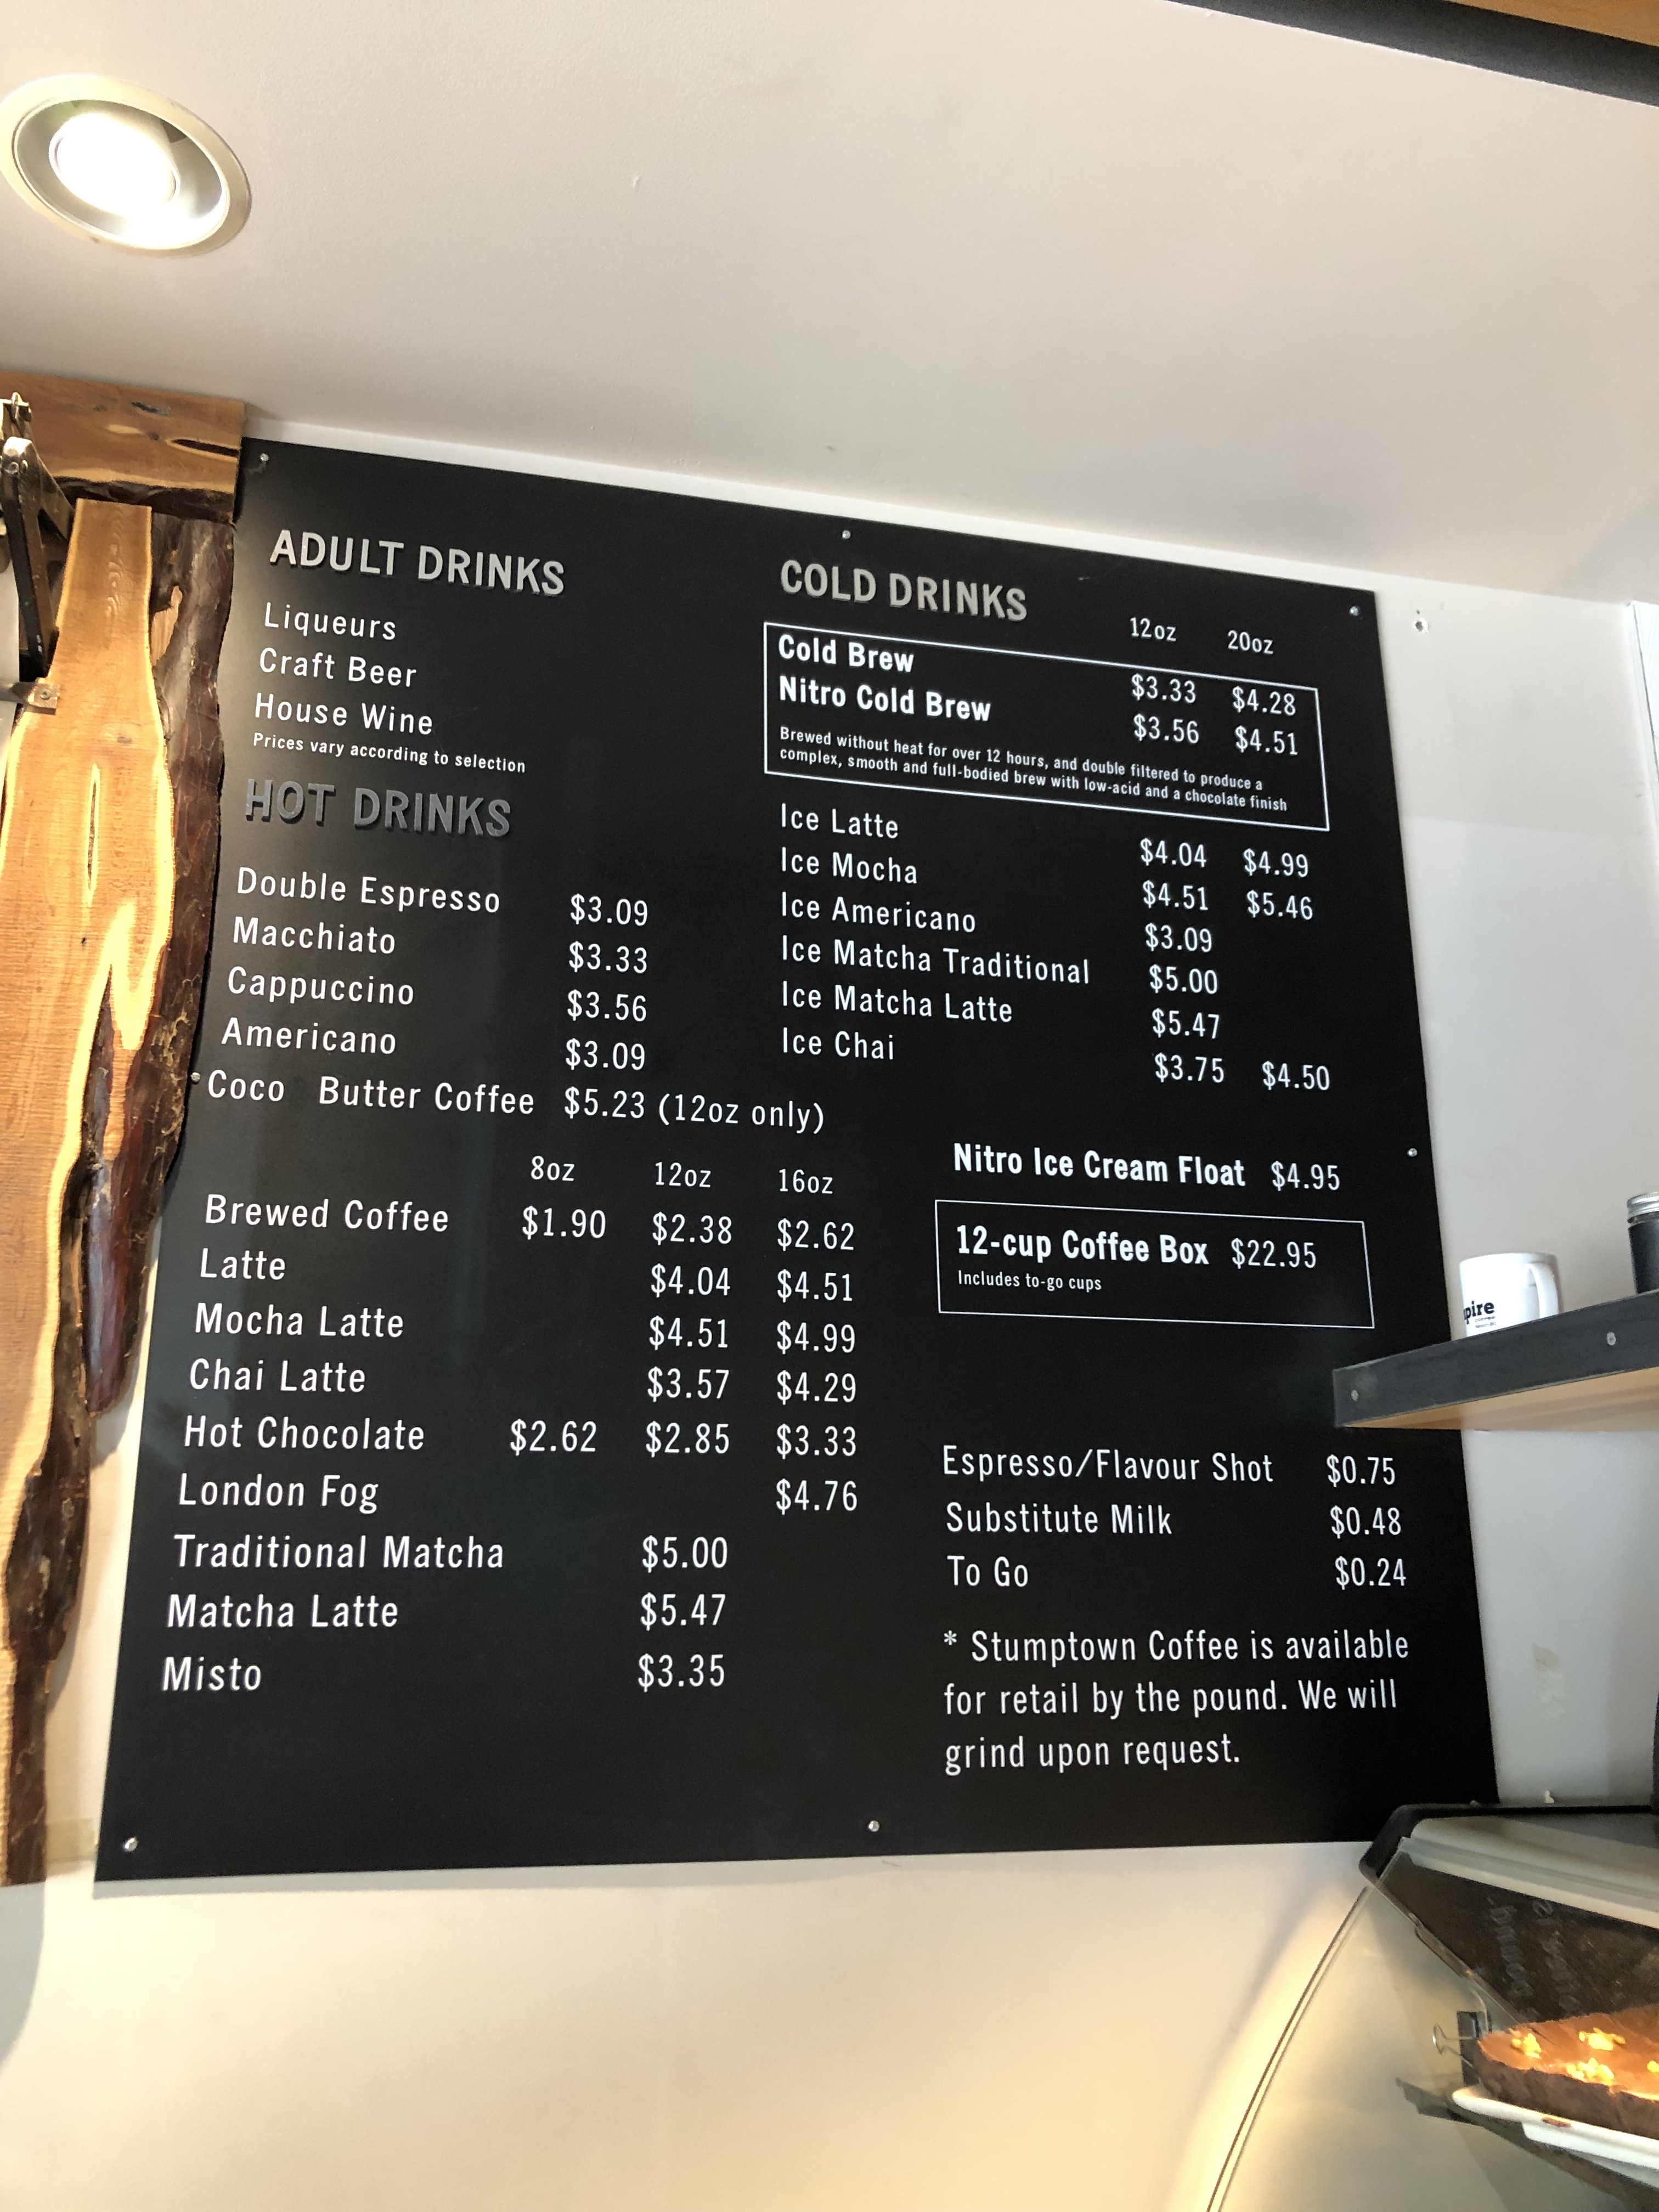 ADULT DRINKS
Liqueurs
Craft Beer
House Wine
Prices vary according to selection
HOT DRINKS
Double Espresso $3.09
Macchiato $3.33
Cappuccino $3.56
Americano $3.09
Coco Butter Coffee $5.23 (12oz only)
8oz 12oz 16oz
Brewed Coffee $1.90 $2.38 $2.62
Latte $4.04 $4.51
Mocha Latte $4.51 $4.99
Chai Latte $3.57 $4.29
Hot Chocolate $2.62 $2.85 $3.33
London Fog $4.76
Traditional Matcha $5.00
Matcha Latte $5.47
Misto $3.35
COLD DRINKS
12oz 20oz
Cold Brew $3.33 $4.28
Nitro Cold Brew $3.56 $4.51
Brewed without heat for over 12 hours, and double filtered to produce a
complex, smooth and full-bodied brew with low-acid and a chocolate finish
Ice Latte $4.04 $4.99
Ice Mocha $4.51 $5.46
Ice Americano $3.09
Ice Matcha Traditional $5.00
Ice Matcha Latte $5.47
Ice Chai $3.75 $4.50
Nitro Ice Cream Float $4.95
12-cup Coffee Box $22.95
Includes to-go cups
Espresso/Flavour Shot $0.75
Substitute Milk $0.48
To Go $0.24
* Stumptown Coffee is available
for retail by the pound. We will
grind upon request.
pire